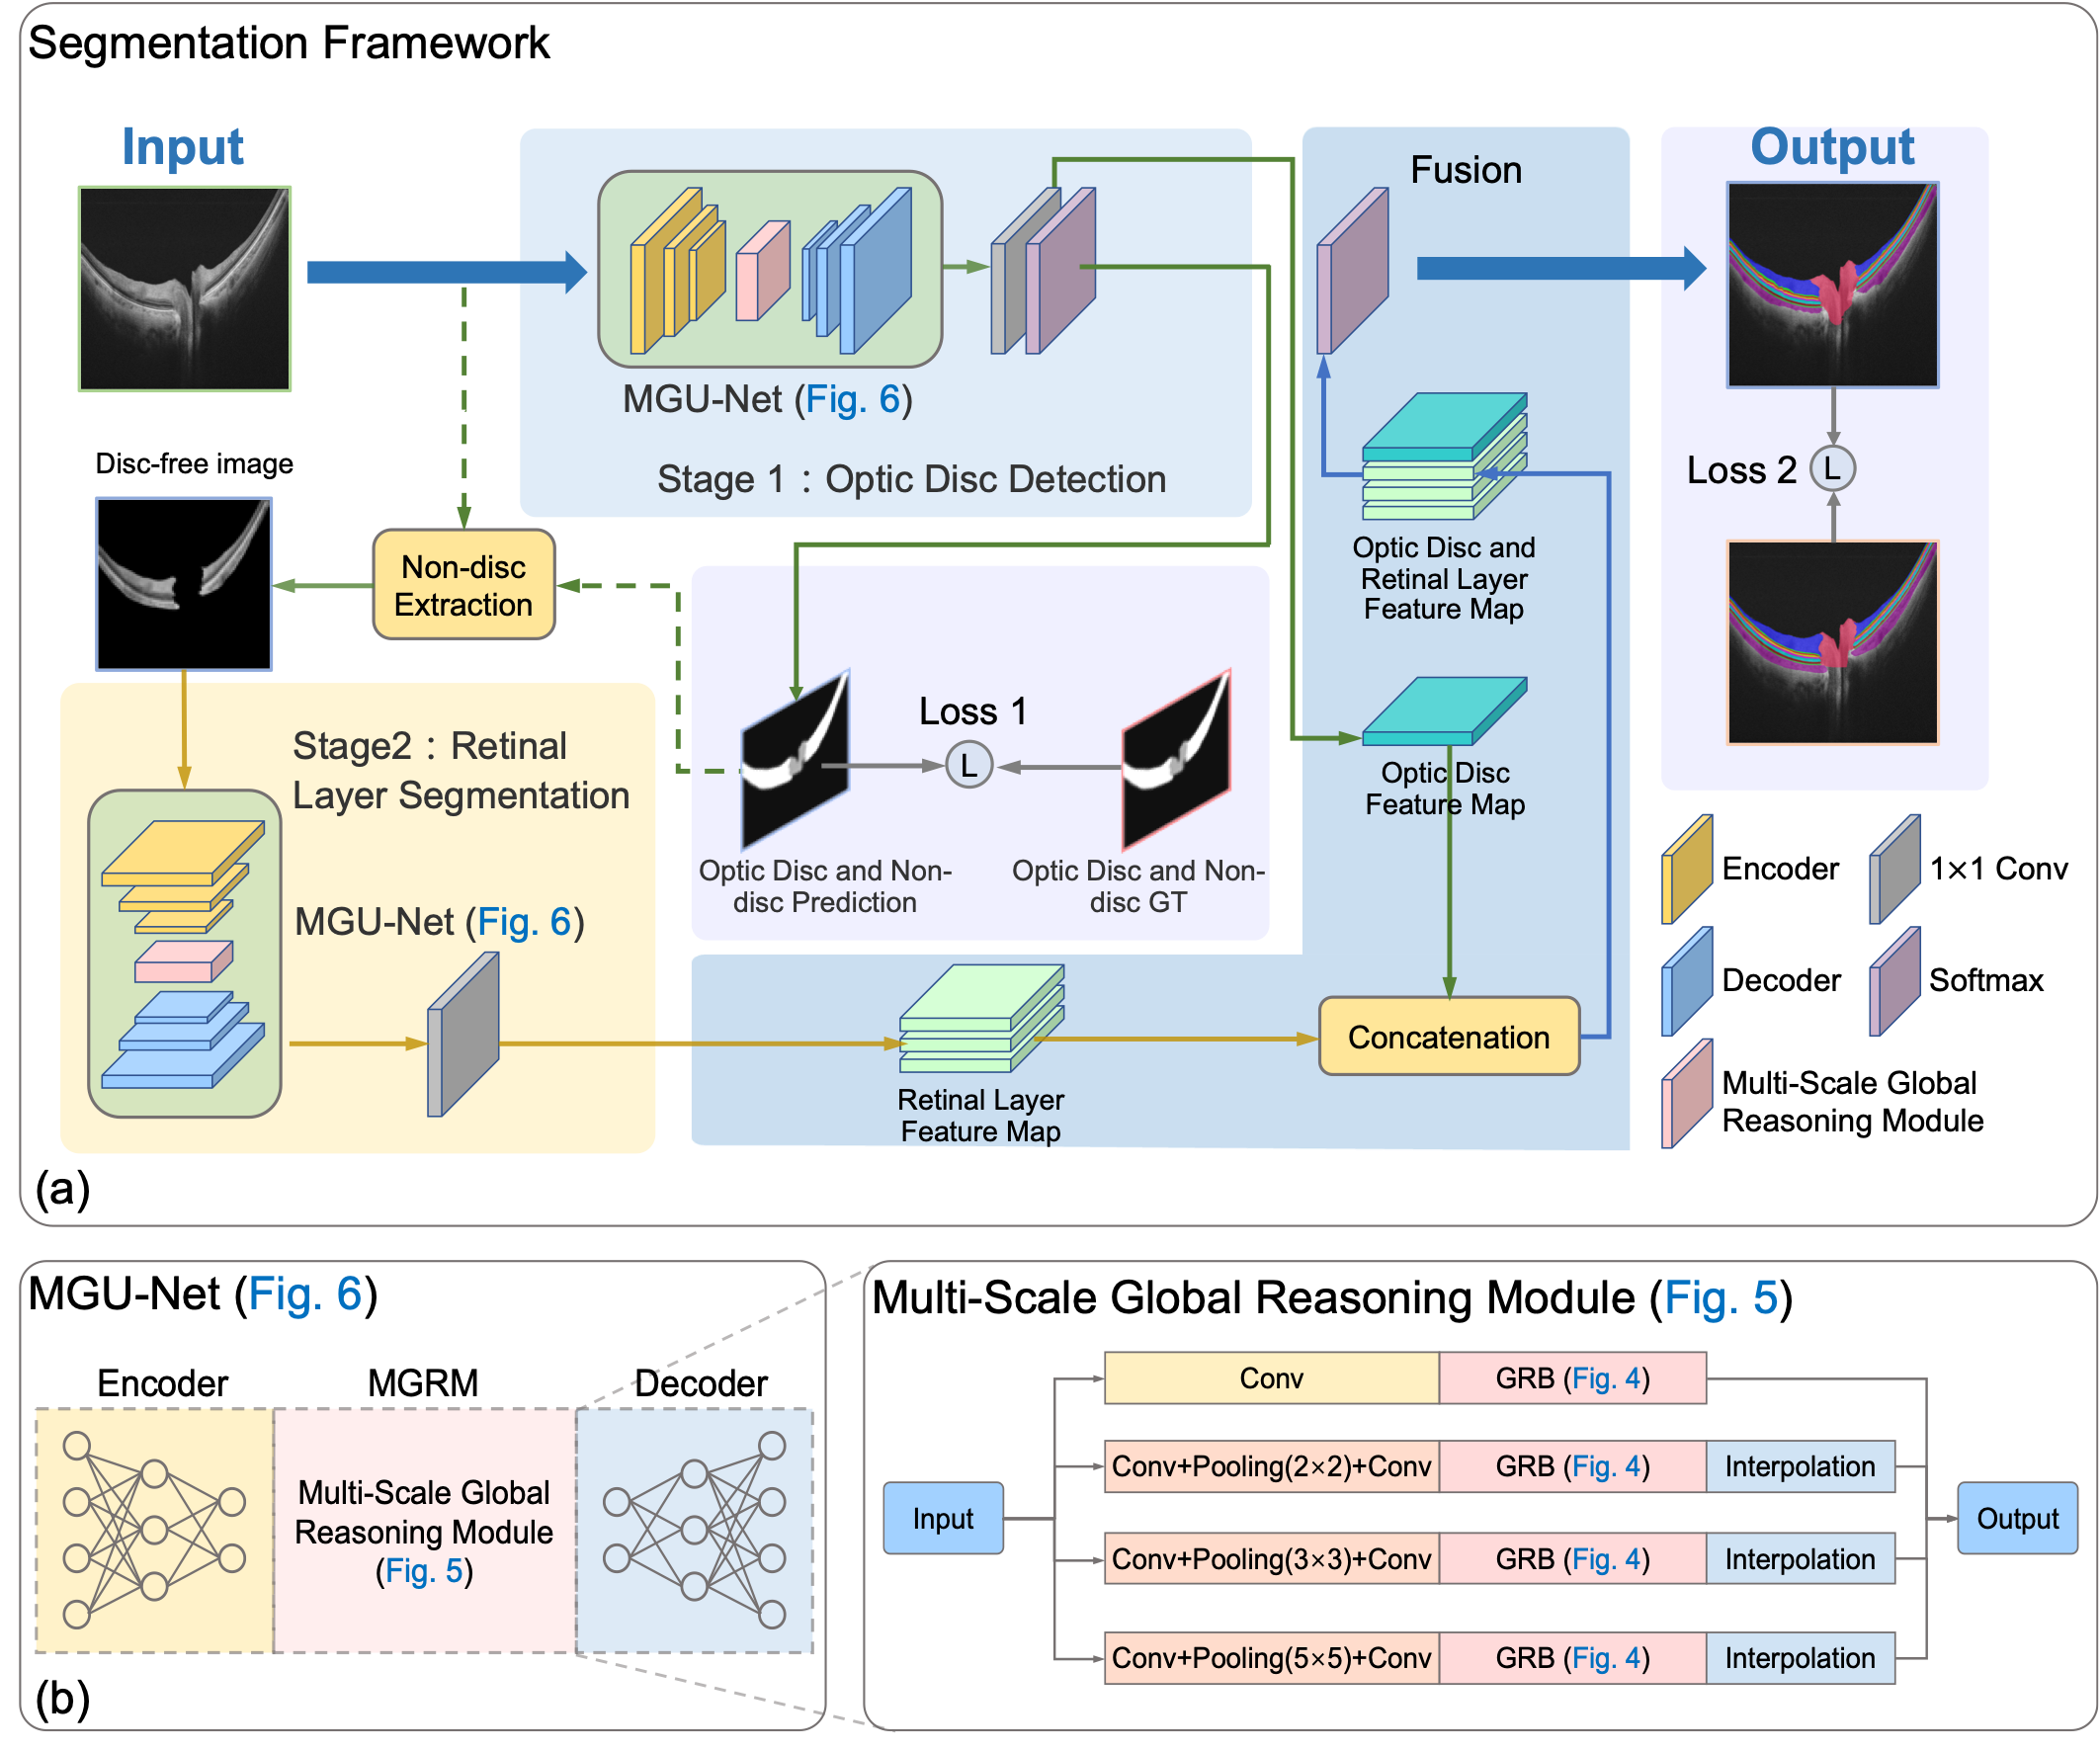 Segmentation Framework
Input
Output
Fusion
MGU-Net (Fig. 6)
Stage 1：Optic Disc Detection
Disc-free image
Non-disc
Extraction
Optic Disc and
Retinal Layer
Feature Map
Loss 2
L
Stage2：Retinal
Layer Segmentation
Loss 1
L
Optic Disc
Feature Map
Optic Disc and Non-
disc Prediction
Optic Disc and Non-
disc GT
MGU-Net (Fig. 6)
Retinal Layer
Feature Map
Concatenation
Encoder
1×1 Conv
Decoder
Softmax
Multi-Scale Global
Reasoning Module
(a)
MGU-Net (Fig. 6)
Encoder
MGRM
Decoder
Multi-Scale Global
Reasoning Module
(Fig. 5)
(b)
Multi-Scale Global Reasoning Module (Fig. 5)
Input
Conv
GRB (Fig. 4)
Conv+Pooling(2×2)+Conv
GRB (Fig. 4)
Interpolation
Conv+Pooling(3×3)+Conv
GRB (Fig. 4)
Interpolation
Conv+Pooling(5×5)+Conv
GRB (Fig. 4)
Interpolation
Output